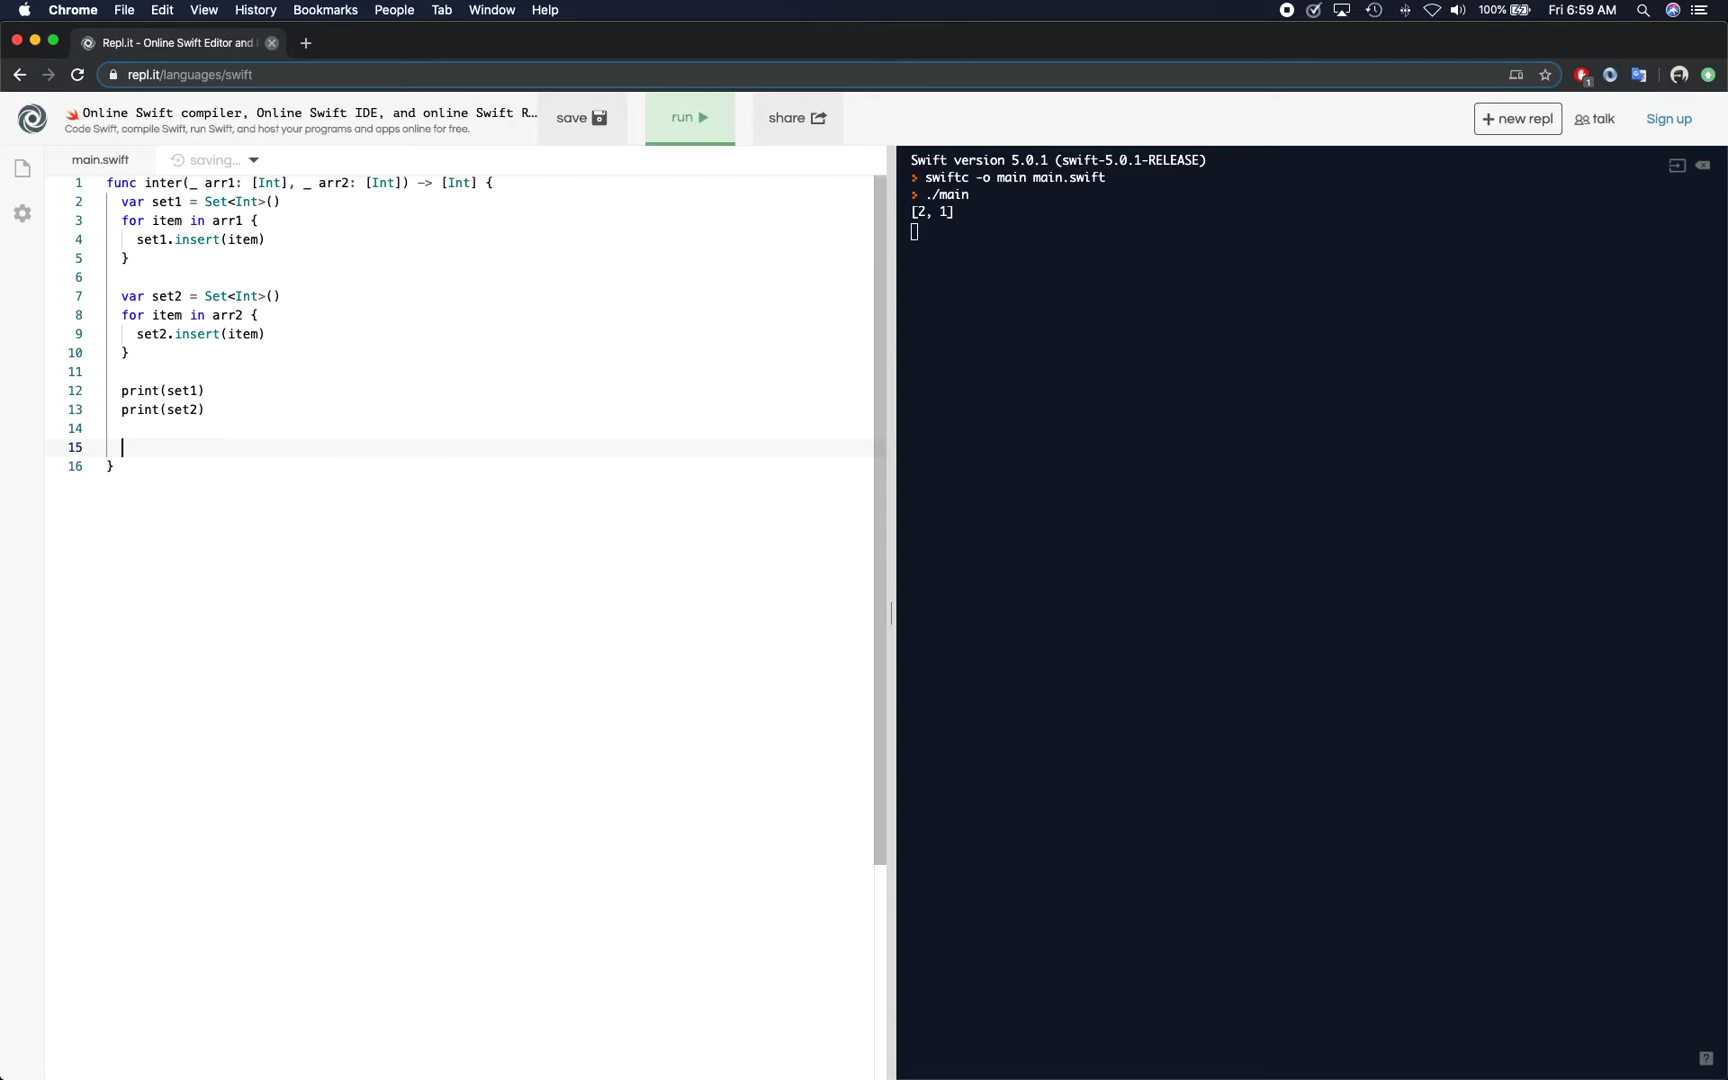 Chrome File Edit View History Bookmarks People Tab Window Help 100% Fri 6:59 AM
Repl.it - Online Swift Editor and
repl.it/languages/swift 1
Online Swift compiler, Online Swift IDE, and online Swift R...
Code Swift, compile Swift, run Swift, and host your programs and apps online for free.
save run share + new repl talk Sign up
main.swift saving...
1 func inter(_ arr1: [Int], _ arr2: [Int]) -> [Int] {
2 var set1 = Set<Int>()
3 for item in arr1 {
4 set1.insert(item)
5 }
6
7 var set2 = Set<Int>()
8 for item in arr2 {
9 set2.insert(item)
10 }
11
12 print(set1)
13 print(set2)
14
15
16 }
Swift version 5.0.1 (swift-5.0.1-RELEASE)
> swiftc -o main main.swift
> ./main
[2, 1]
?